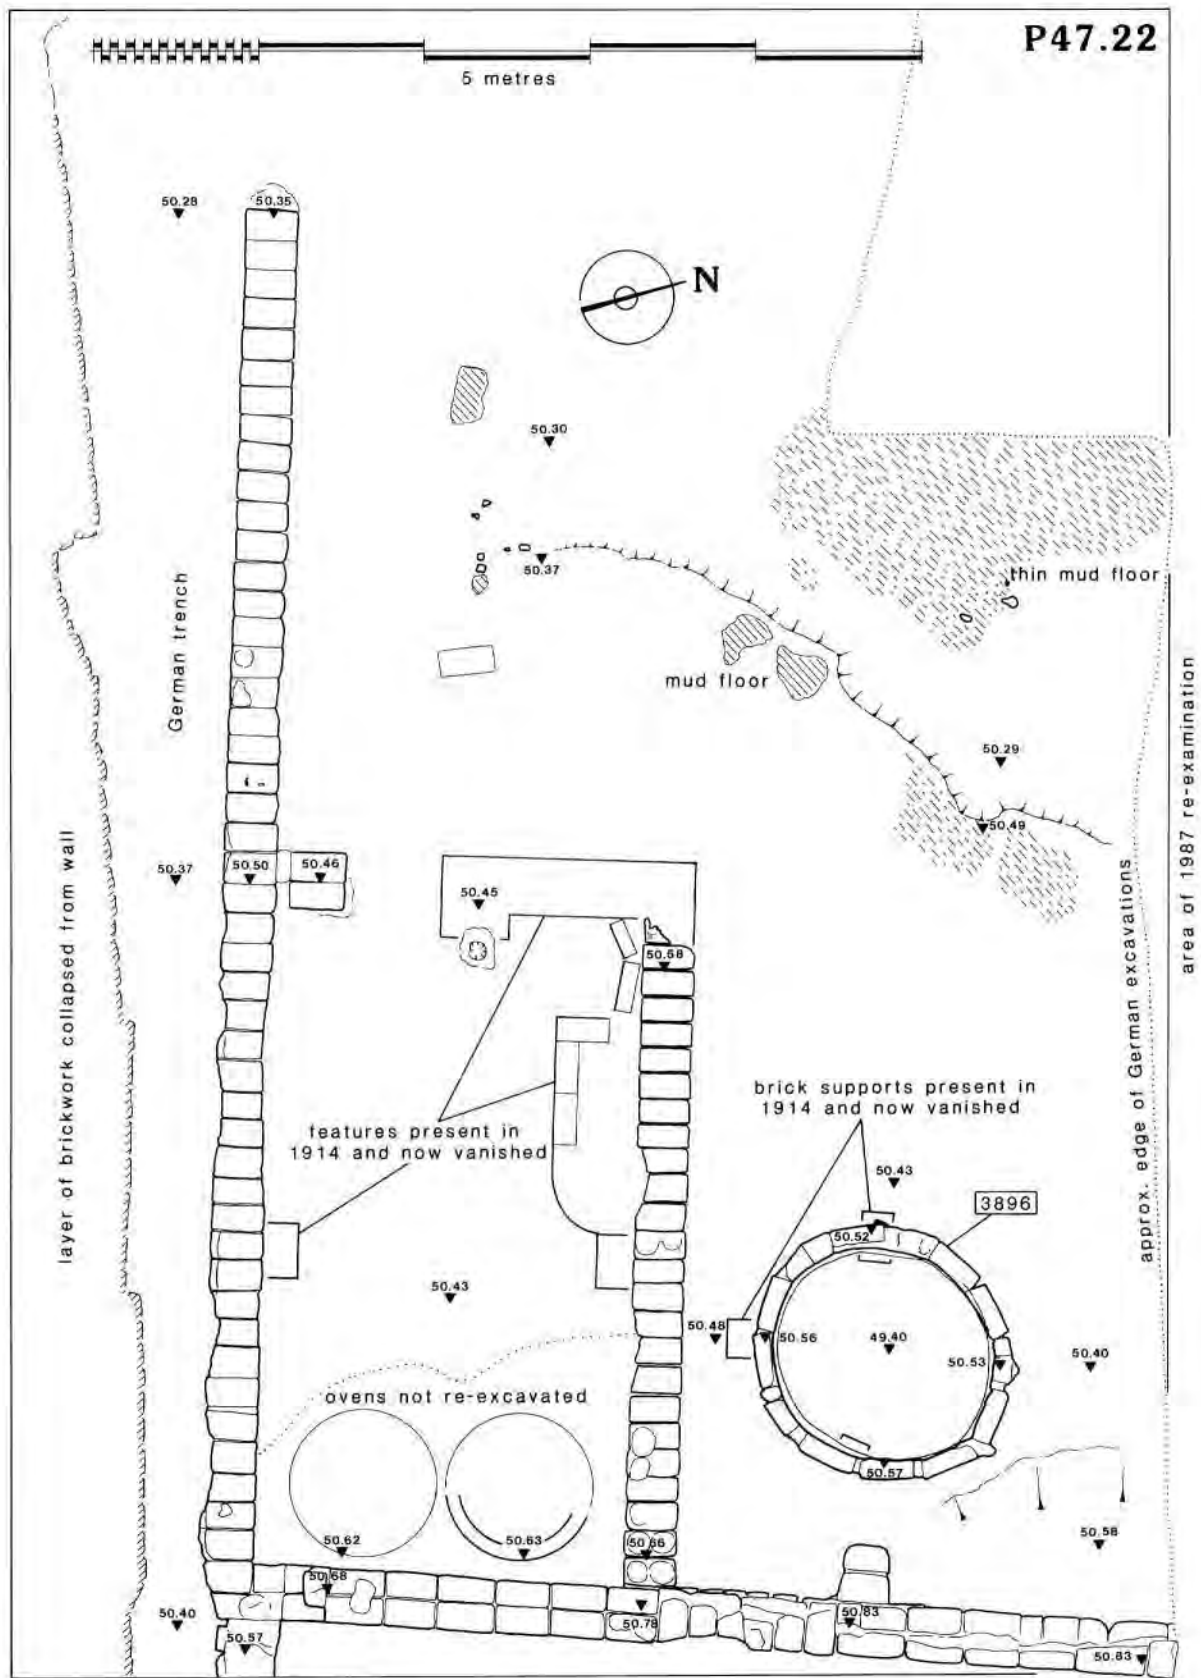 P47.22
5 metres
50.28
50.35
N
50.30
50.37
thin mud floor
mud floor
German trench
50.29
50.49
layer of brickwork collapsed from wall
area of 1987 re-examination
approx. edge of German excavations
50.37
50.50
50.46
50.45
50.68
features present in
1914 and now vanished
brick supports present in
1914 and now vanished
50.43
3896
50.52
50.43
50.48
50.56
49.40
50.53
50.40
ovens not re-excavated
50.57
50.62
50.63
50.66
50.58
50.68
50.40
50.57
50.78
50.83
50.83